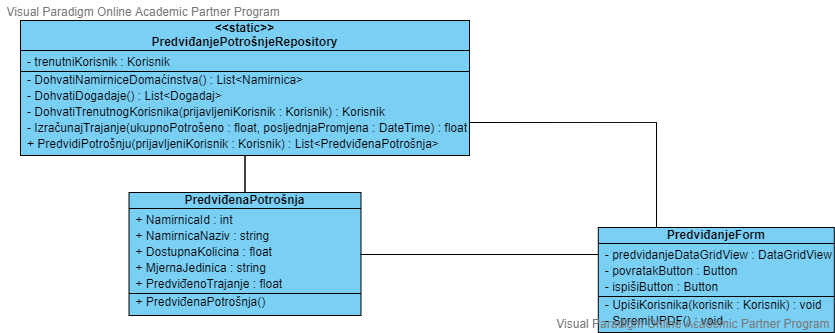 Visual Paradigm Online Academic Partner Program
<<static>>
PredviđanjePotrošnjeRepository
- trenutniKorisnik : Korisnik
- DohvatiNamirniceDomaćinstva() : List<Namirnica>
- DohvatiDogađaje() : List<Događaj>
- DohvatiTrenutnogKorisnika(prijavljeniKorisnik : Korisnik) : Korisnik
- IzračunajTrajanje(ukupnoPotrošeno : float, posljednjaPromjena : DateTime) : float
+ PredvidiPotrošnju(prijavljeniKorisnik : Korisnik) : List<PredviđenaPotrošnja>
PredviđenaPotrošnja
+ NamirnicaId : int
+ NamirnicaNaziv : string
+ DostupnaKolicina : float
+ MjernaJedinica : string
+ PredviđenoTrajanje : float
+ PredviđenaPotrošnja()
PredviđanjeForm
- predvidanjeDataGridView : DataGridView
- povratakButton : Button
- ispišiButton : Button
- UpišiKorisnika(korisnik : Korisnik) : void
- SpremiUPDF() : void
Visual Paradigm Online Academic Partner Program